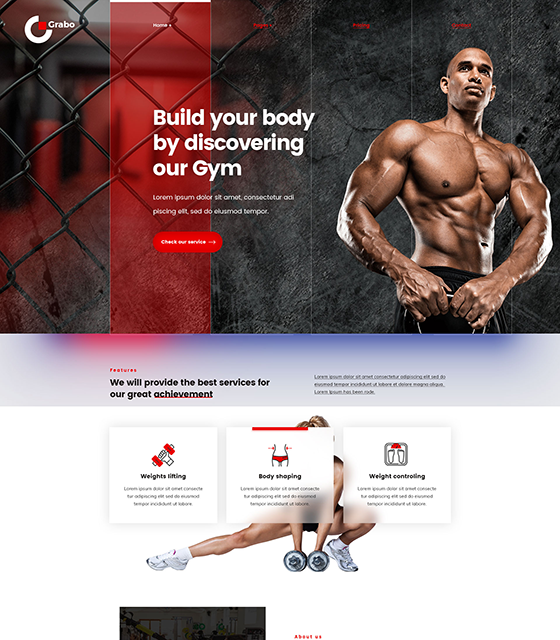 Grabo
Home +
Build your body
by discovering
our Gym
Lorem ipsum dolor sit amet, consectetur adi
piscing elit, sed do eiusmod tempor.
Check our service
Features
We will provide the best services for
our great achievement
Lorem ipsum dolor sit amet consectetur adipiscing elit sed do
eiusmod tempor incididunt ut labore et dolore magna-aliqua.
Lorem Ipsum has been rode.
Weights lifting
Lorem ipsum dolor sit amet consecte
tur adipiscing elit sed do eiusmod
tempor incididunt ut labore
Body shaping
Lorem ipsum dolor sit amet consecte
tur adipiscing elit sed do eiusmod
tempor incididunt ut labore
Weight controling
Lorem ipsum dolor sit amet consecte
tur adipiscing elit sed do eiusmod
tempor incididunt ut labore
About us